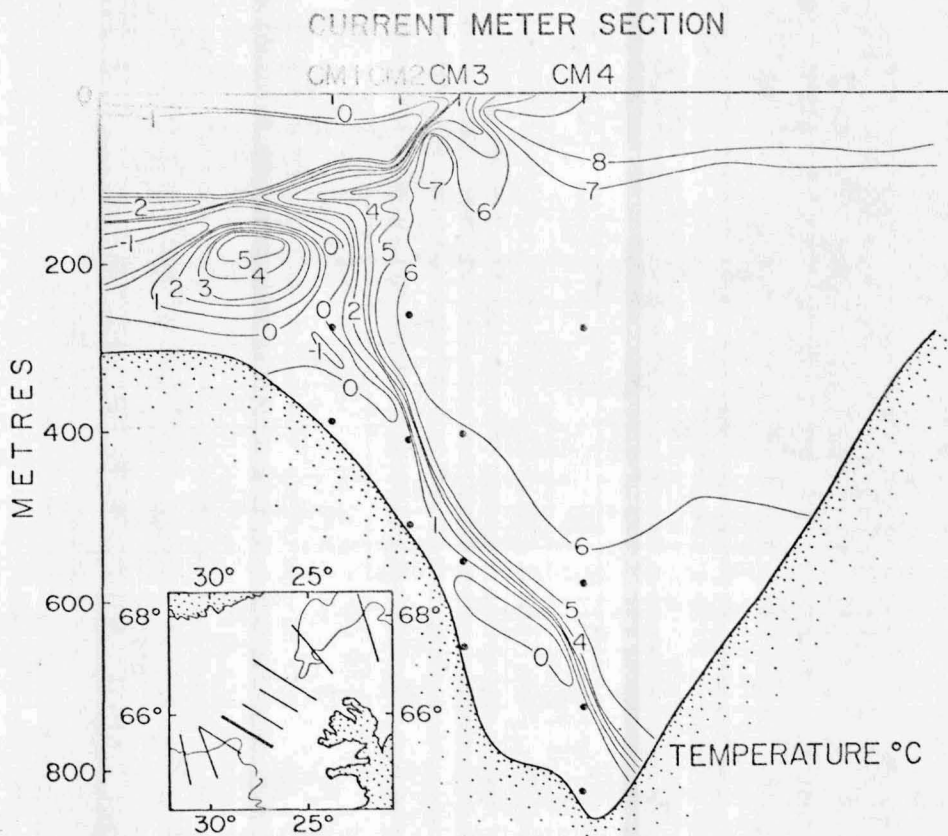 CURRENT METER SECTION
CM1 CM2 CM3 CM4
0
-1 0 8
7 7
4 6
2
-1 5
200 5 0 6
4
2 3
1 0 2
0
-1
0
METRES
400
1
6
600 5
4
0
800 TEMPERATURE °C
30° 25°
68° 68°
66° 66°
30° 25°